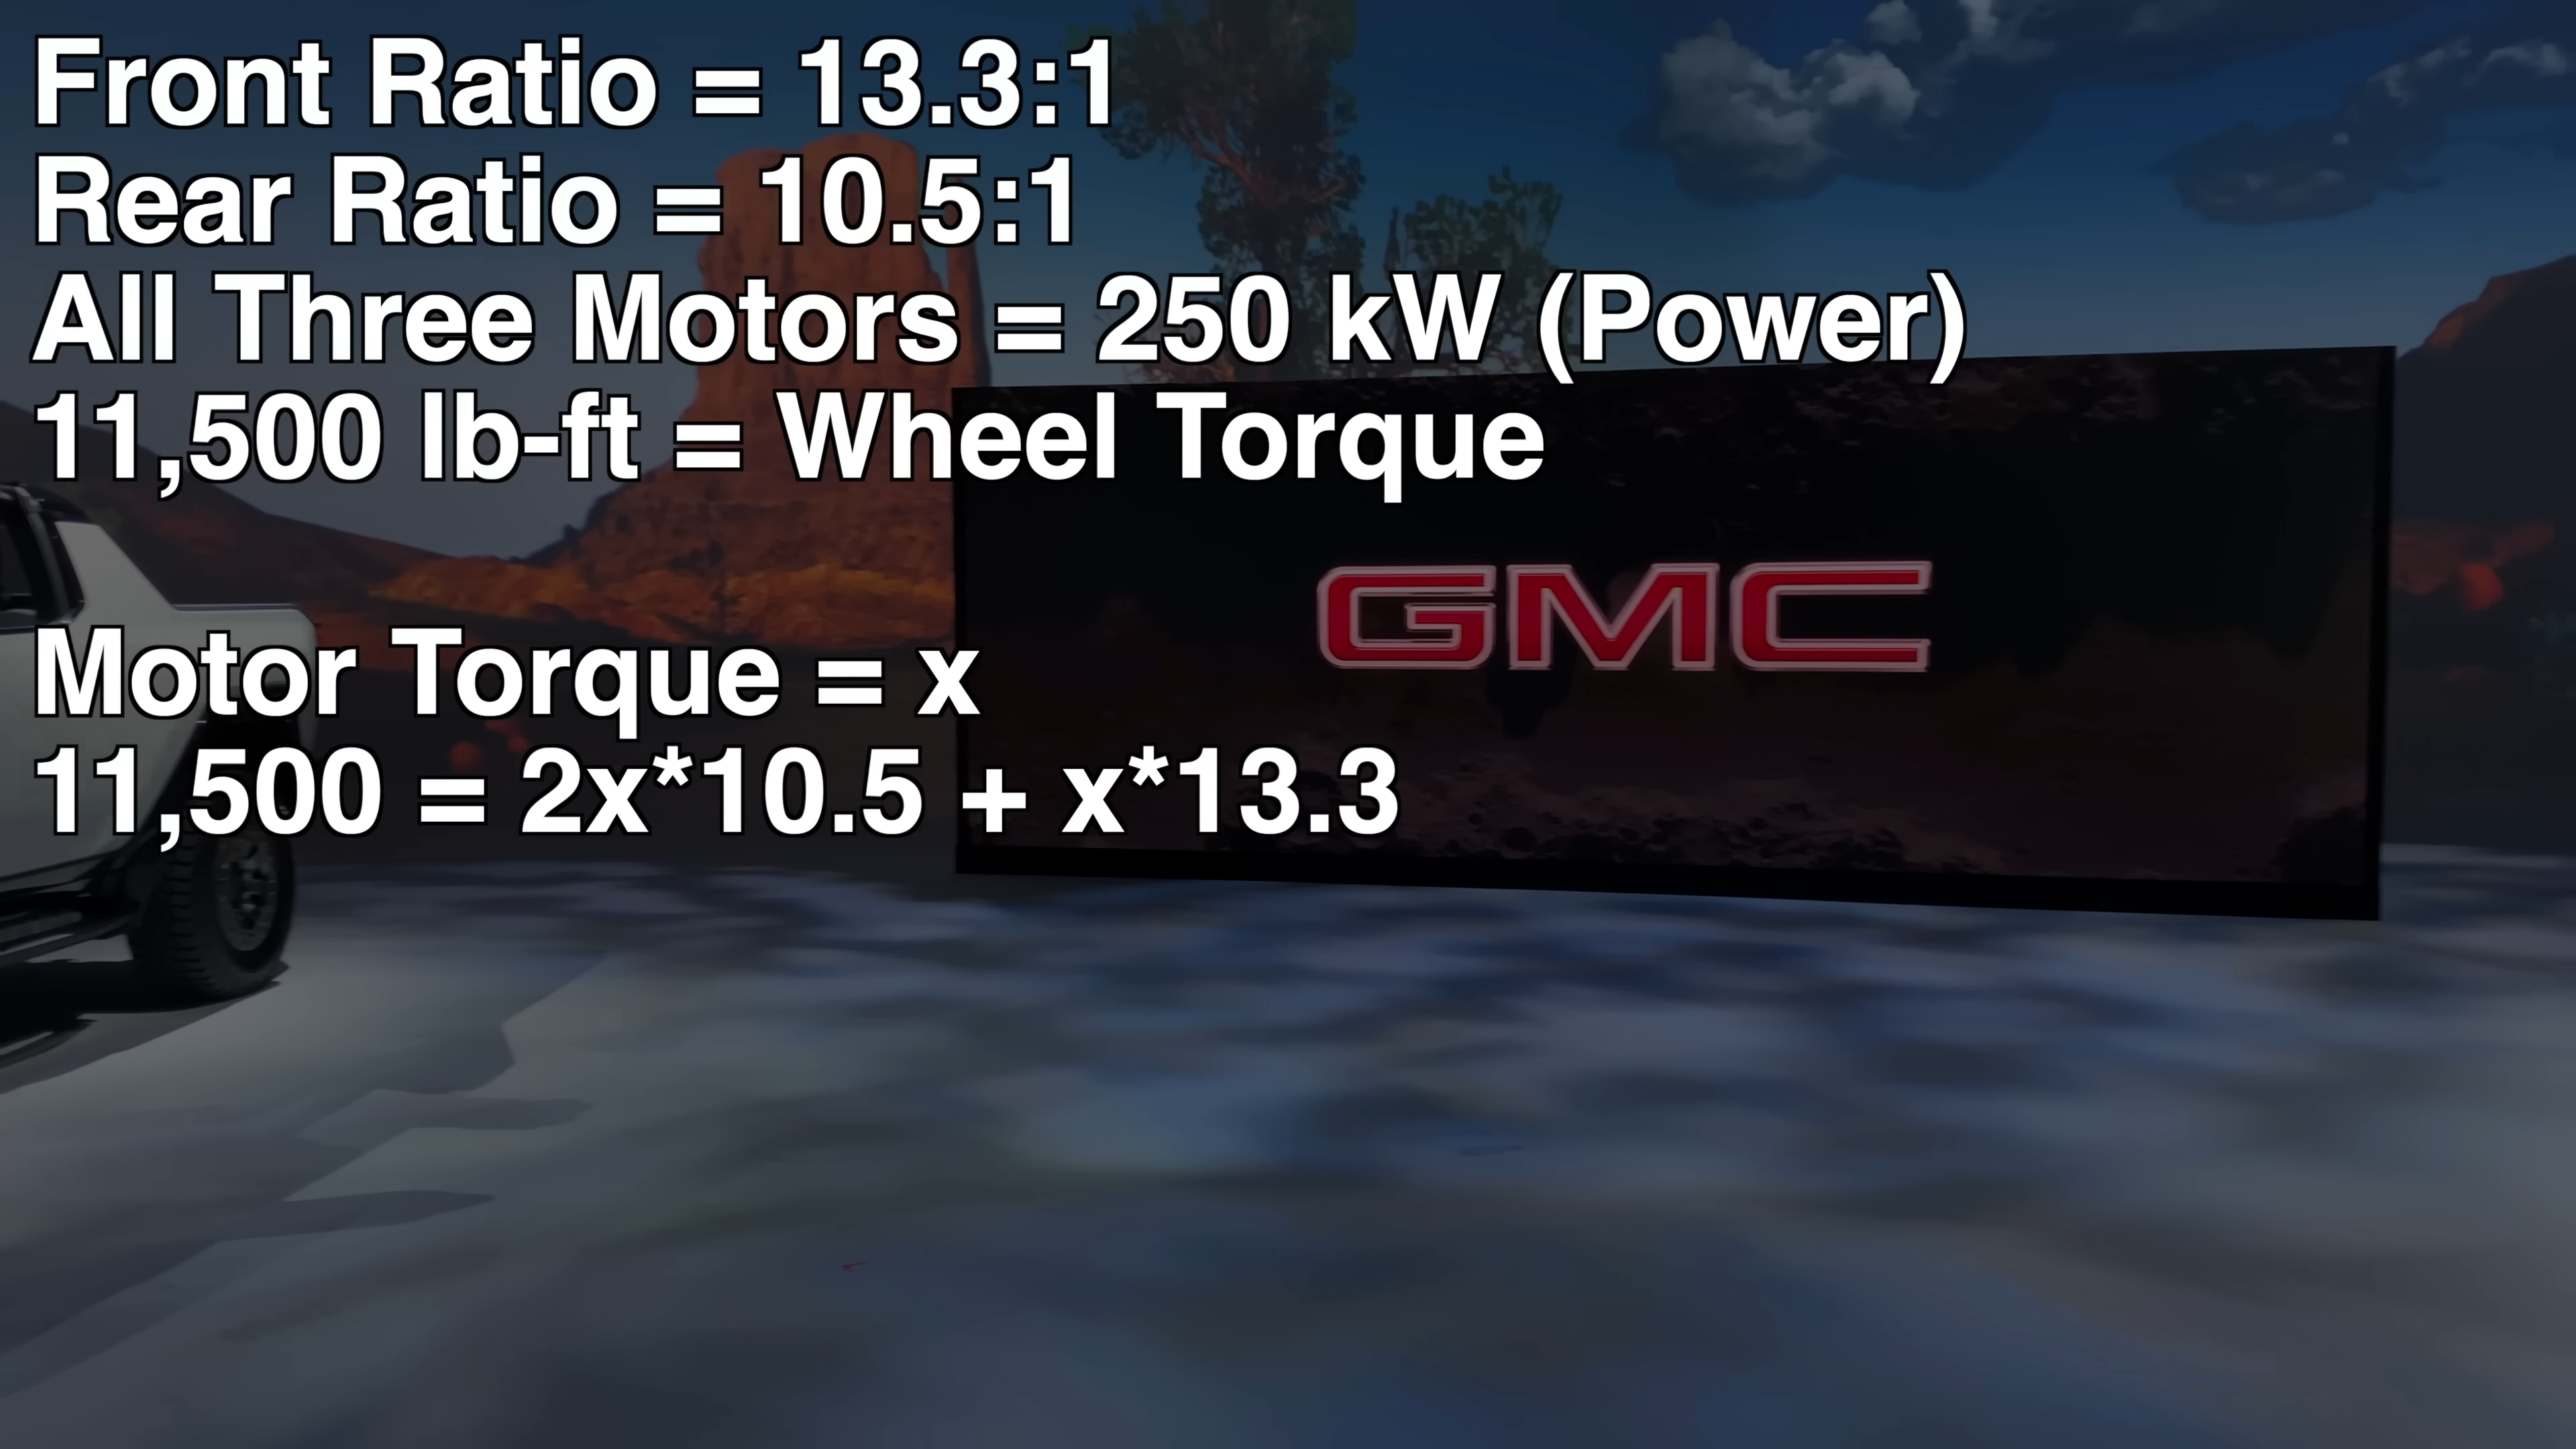 Front Ratio = 13.3:1
Rear Ratio = 10.5:1
All Three Motors = 250 kW (Power)
11,500 lb-ft = Wheel Torque
GMC
Motor Torque = x
11,500 = 2x*10.5 + x*13.3